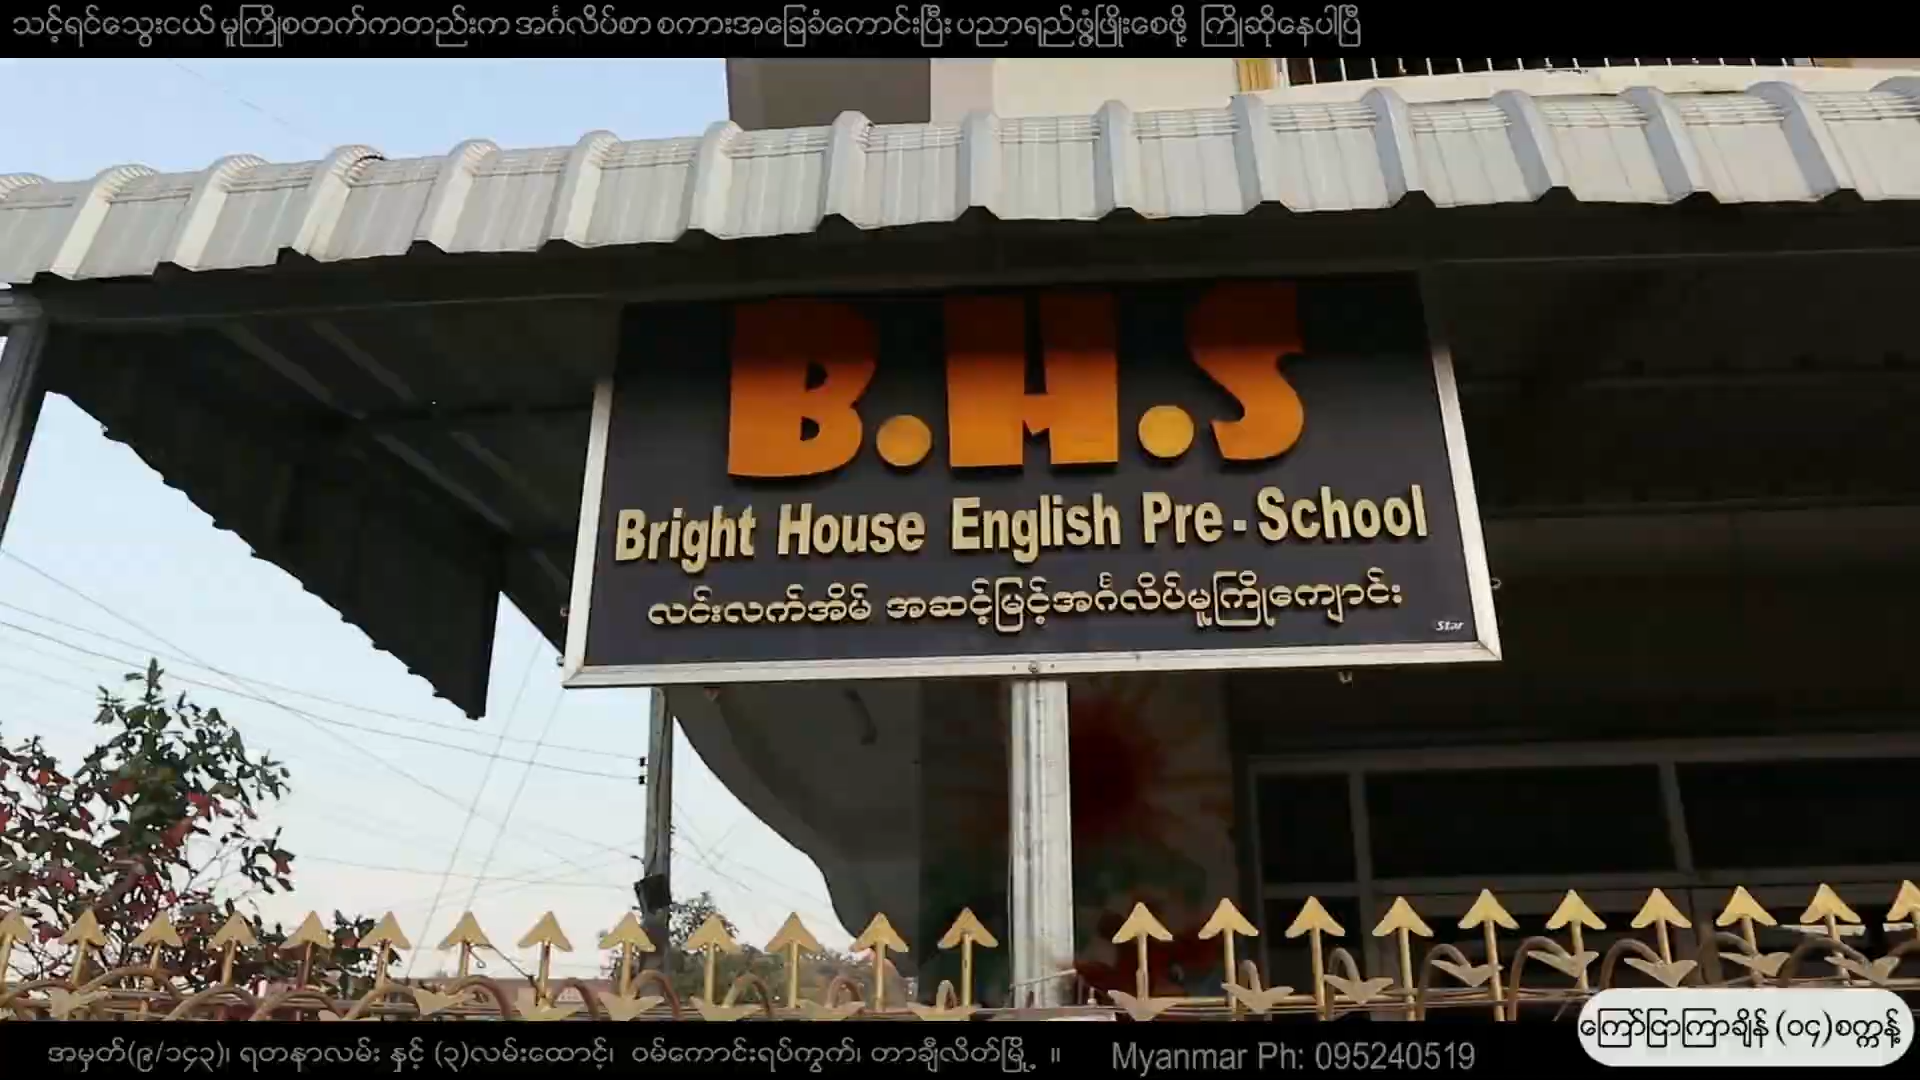 သင့်ရင်သွေးငယ် မူကြိုစတက်ကတည်းက အင်္ဂလိပ်စာ စကားအခြေခံကောင်းပြီး ပညာရည်ဖွံ့ဖြိုးစေဖို့ ကြိုဆိုနေပါပြီ
B.H.S
Bright House English Pre-School
လင်းလက်အိမ် အဆင့်မြင့်အင်္ဂလိပ်မူကြိုကျောင်း
Star
ကြော်ငြာကြာချိန် (၀၄)စက္ကန့်
အမှတ်(၉/၁၄၃)၊ ရတနာလမ်း နှင့် (၃)လမ်းထောင့်၊ ဝမ်ကောင်းရပ်ကွက်၊ တာချီလိတ်မြို့ ။ Myanmar Ph: 095240519